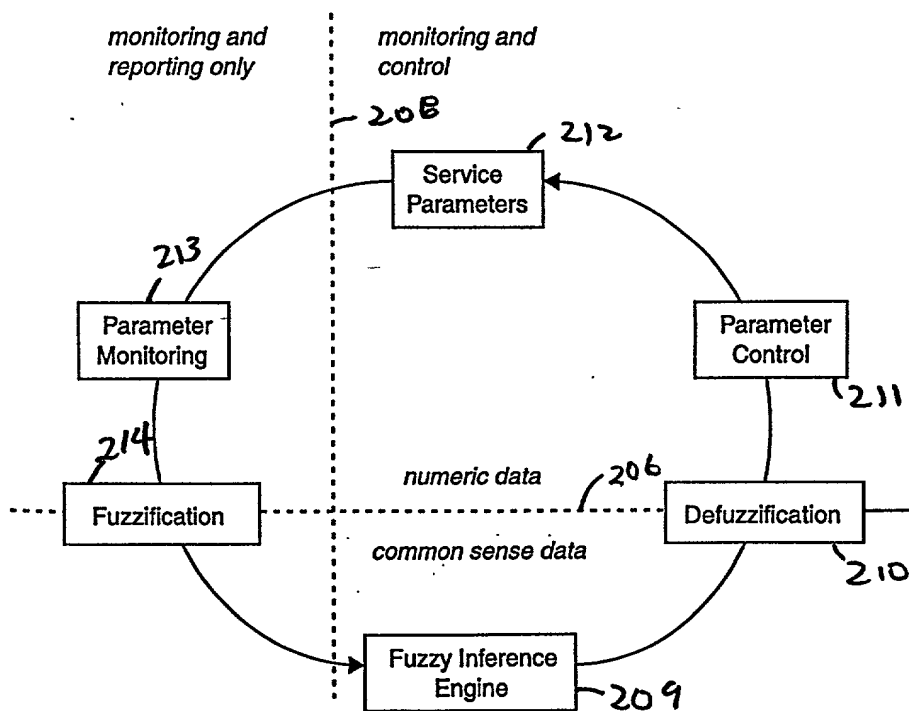 monitoring and
reporting only
monitoring and
control
208
212
Service
Parameters
213
Parameter
Monitoring
Parameter
Control
211
214
numeric data
206
Fuzzification
Defuzzification
common sense data
210
Fuzzy Inference
Engine
209